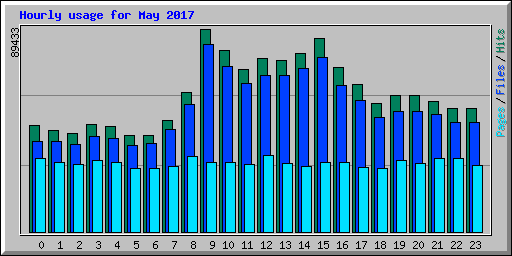 Hourly usage for May 2017
89433
Pages / Files / Hits
0 1 2 3 4 5 6 7 8 9 10 11 12 13 14 15 16 17 18 19 20 21 22 23